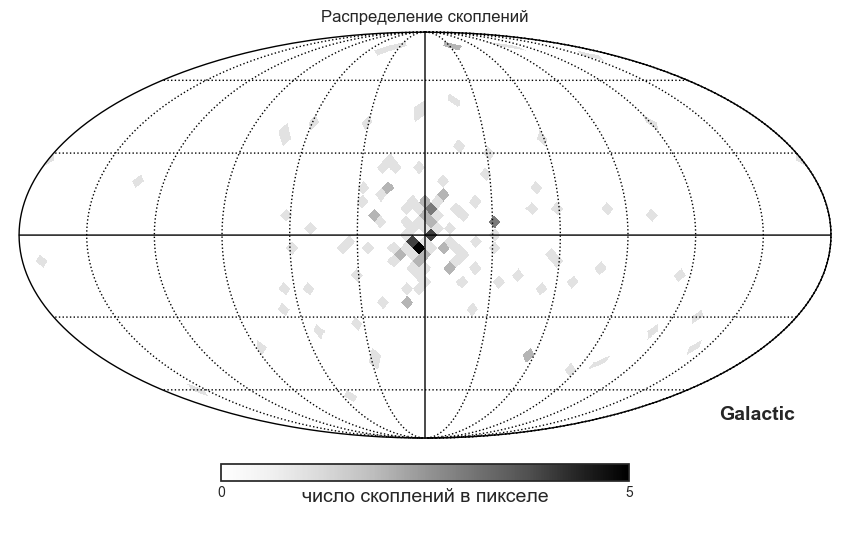 Распределение скоплений
Galactic
0
5
число скоплений в пикселе